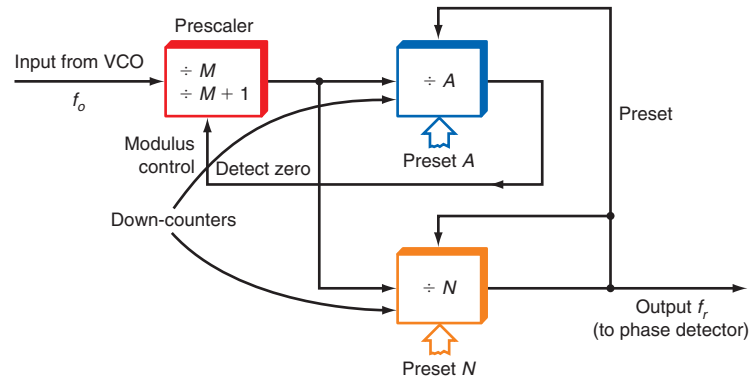 Prescaler
Input from VCO
f_o
÷ M
÷ M + 1
÷ A
Preset
Modulus
control
Detect zero
Preset A
Down-counters
÷ N
Output f_r
(to phase detector)
Preset N